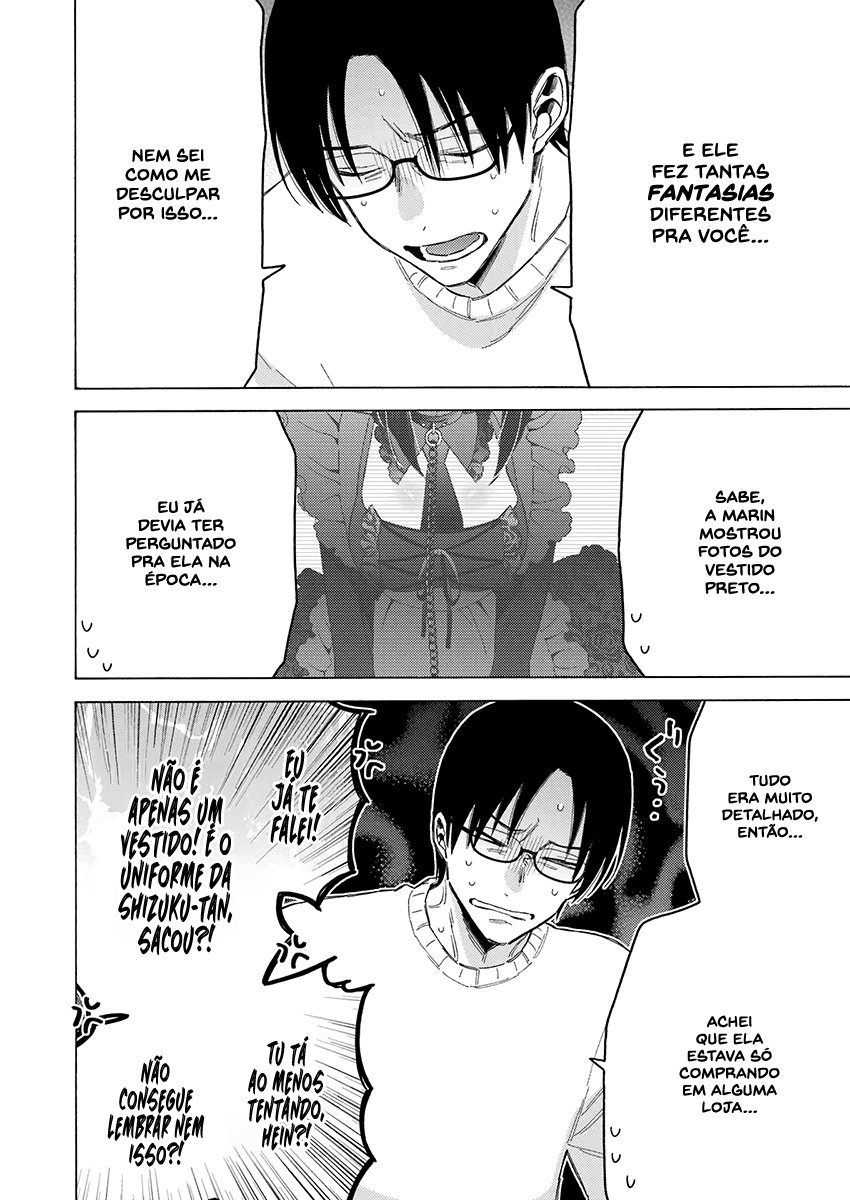 E ELE
FEZ TANTAS
FANTASIAS
DIFERENTES
PRA VOCÊ...
NEM SEI
COMO ME
DESCULPAR
POR ISSO...
SABE,
A MARIN
MOSTROU
FOTOS DO
VESTIDO
PRETO...
EU JÁ
DEVIA TER
PERGUNTADO
PRA ELA NA
ÉPOCA...
TUDO
ERA MUITO
DETALHADO,
ENTÃO...
ACHEI
QUE ELA
ESTAVA SÓ
COMPRANDO
EM ALGUMA
LOJA...
ぐぅ...
EU
JÁ TE
FALEI!
NÃO É
APENAS UM
VESTIDO! É O
UNIFORME DA
SHIZUKU-TAN,
SACOU?!
TU TÁ
AO MENOS
TENTANDO,
HEIN?!
NÃO
CONSEGUE
LEMBRAR NEM
ISSO?!